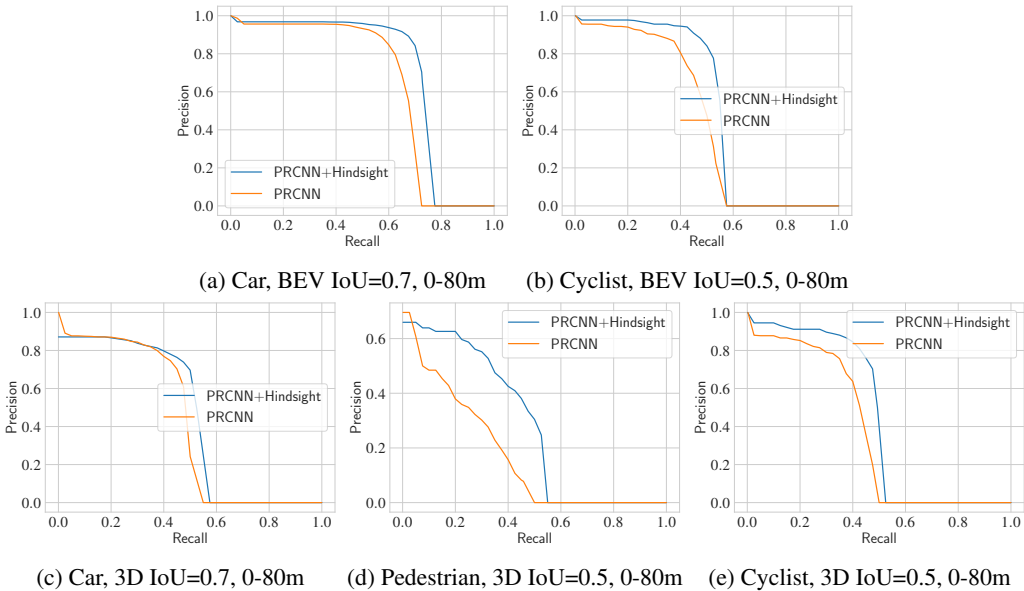 1.0
0.8
0.6
0.4
0.2
0.0
Precision
PRCNN+Hindsight
PRCNN
0.0 0.2 0.4 0.6 0.8 1.0
Recall
1.0
0.8
0.6
0.4
0.2
0.0
Precision
PRCNN+Hindsight
PRCNN
0.0 0.2 0.4 0.6 0.8 1.0
Recall
(a) Car, BEV IoU=0.7, 0-80m
(b) Cyclist, BEV IoU=0.5, 0-80m
1.0
0.8
0.6
0.4
0.2
0.0
Precision
PRCNN+Hindsight
PRCNN
0.0 0.2 0.4 0.6 0.8 1.0
Recall
0.6
0.4
0.2
0.0
Precision
PRCNN+Hindsight
PRCNN
0.0 0.2 0.4 0.6 0.8 1.0
Recall
1.0
0.8
0.6
0.4
0.2
0.0
Precision
PRCNN+Hindsight
PRCNN
0.0 0.2 0.4 0.6 0.8 1.0
Recall
(c) Car, 3D IoU=0.7, 0-80m
(d) Pedestrian, 3D IoU=0.5, 0-80m
(e) Cyclist, 3D IoU=0.5, 0-80m